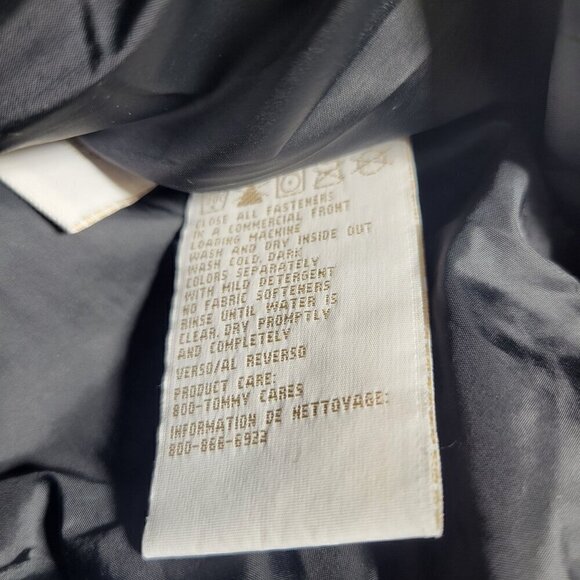 CLOSE ALL FASTENERS
IN A COMMERCIAL FRONT
LOADING MACHINE
WASH AND DRY INSIDE OUT
WASH COLD, DARK
COLORS SEPARATELY
WITH MILD DETERGENT
NO FABRIC SOFTENERS
RINSE UNTIL WATER IS
CLEAR, DRY PROMPTLY
AND COMPLETELY
VERSO/AL REVERSO
PRODUCT CARE:
800-TOMMY CARES
INFORMATION DE NETTOYAGE:
800-866-6922